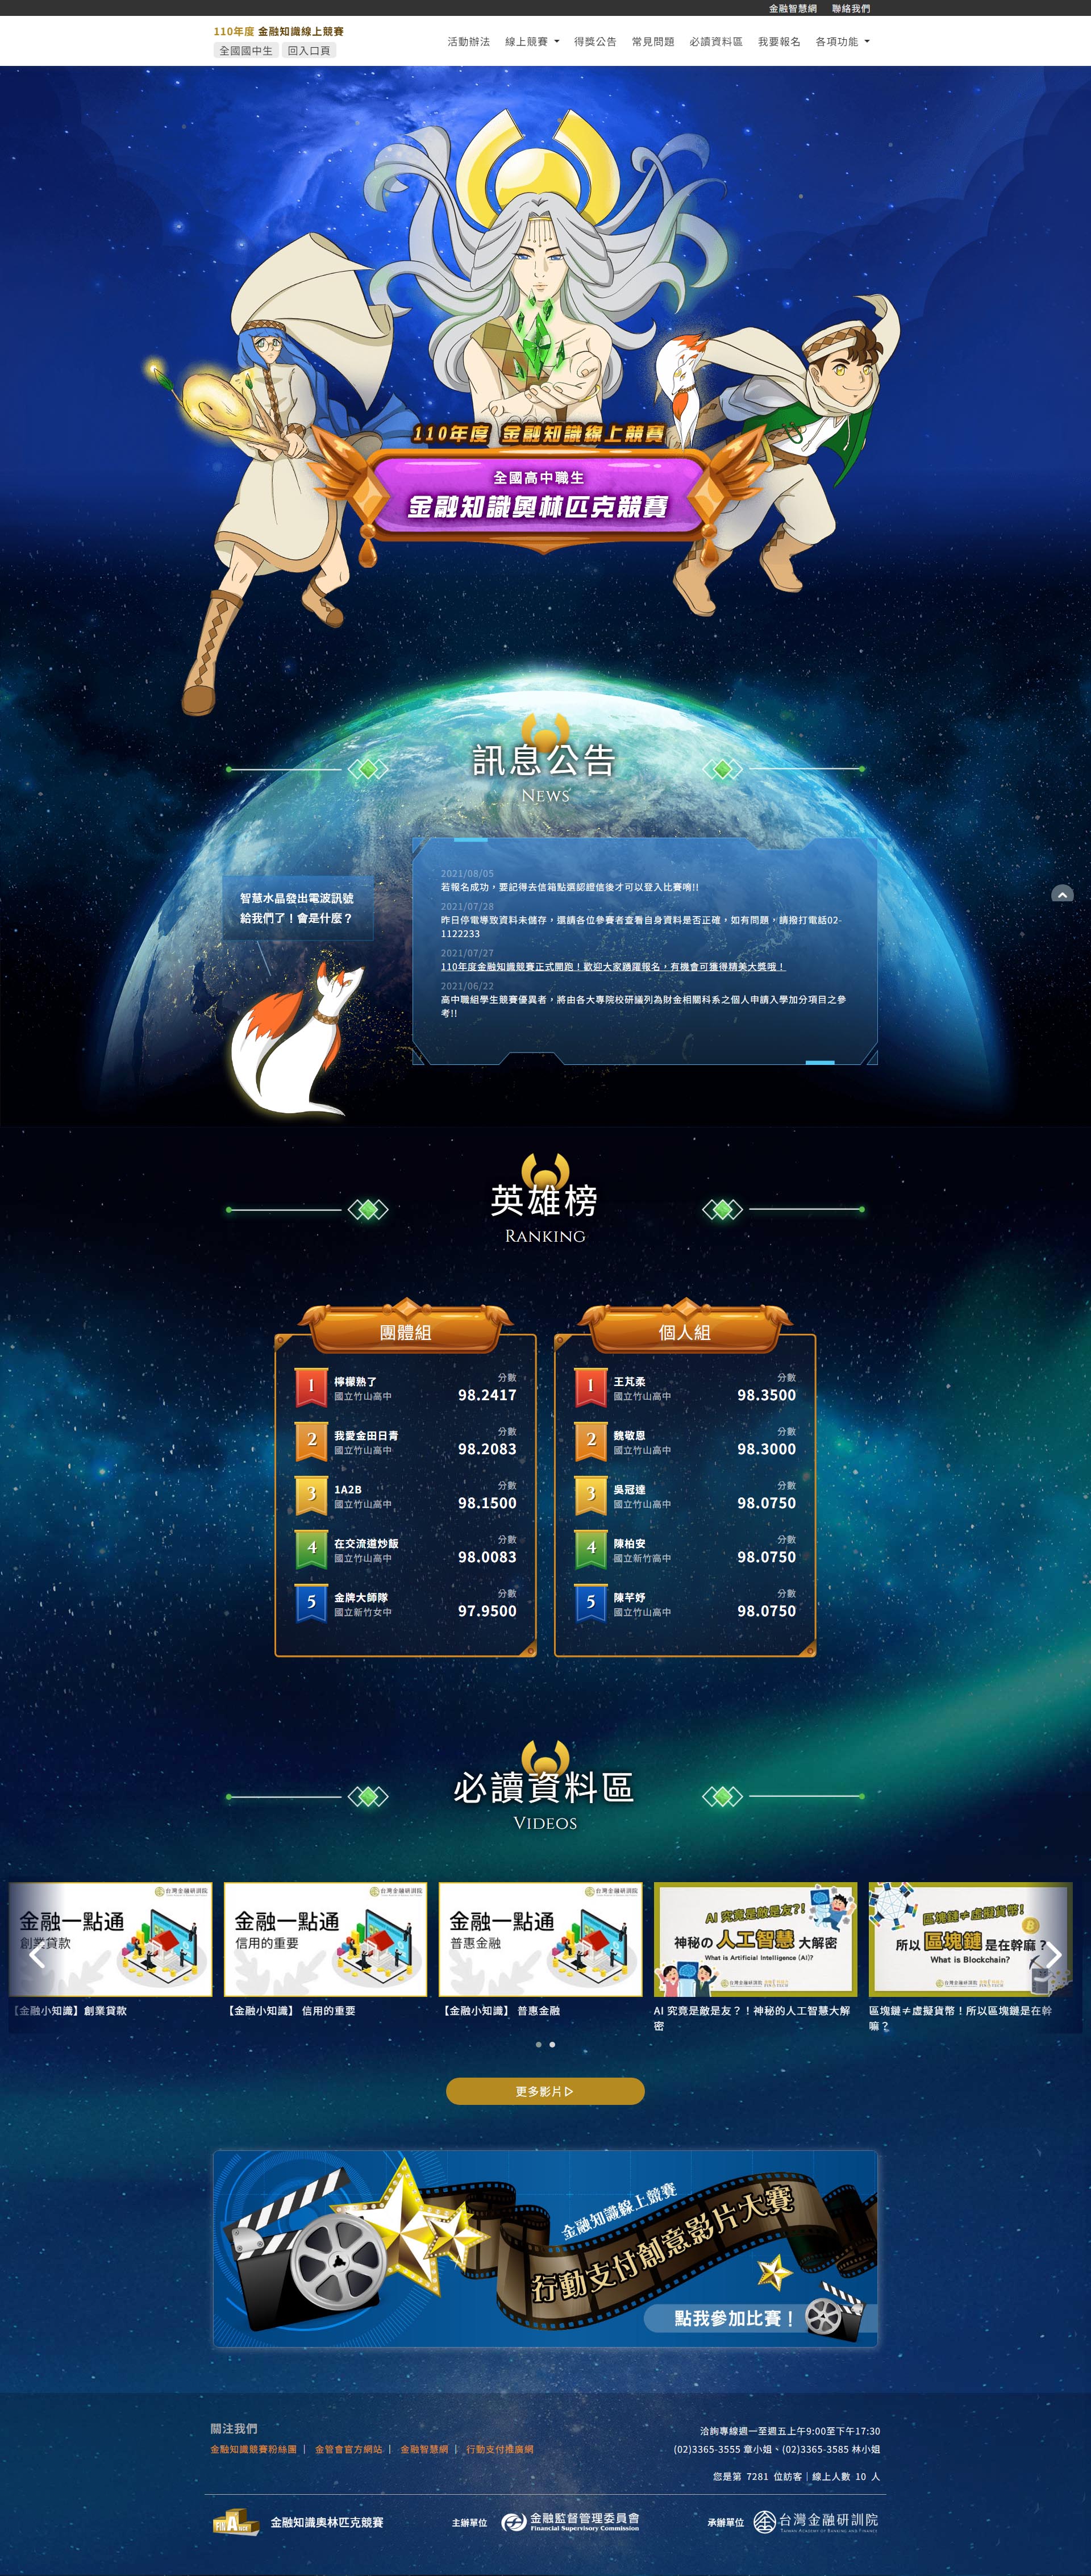 金融智慧網 聯絡我們
110年度 金融知識線上競賽
全國國中生 回入口頁
活動辦法 線上競賽 得獎公告 常見問題 必讀資料區 我要報名 各項功能
110年度 金融知識線上競賽
全國高中職生
金融知識奧林匹克競賽
訊息公告
NEWS
智慧水晶發出電波訊號
給我們了！會是什麼？
2021/08/05
若報名成功，要記得去信箱點選認證信後才可以登入比賽唷!!
2021/07/28
昨日停電導致資料未儲存，還請各位參賽者查看自身資料是否正確，如有問題，請撥打電話02-
1122233
2021/07/27
110年度金融知識競賽正式開跑！歡迎大家踴躍報名，有機會可獲得精美大獎哦！
2021/06/22
高中職組學生競賽優異者，將由各大專院校研議列為財金相關科系之個人申請入學加分項目之參
考!!
英雄榜
RANKING
團體組
1 檸檬熟了 分數
國立竹山高中 98.2417
2 我愛金田日青 分數
國立竹山高中 98.2083
3 1A2B 分數
國立竹山高中 98.1500
4 在交流道炒飯 分數
國立竹山高中 98.0083
5 金牌大師隊 分數
國立新竹女中 97.9500
個人組
1 王芃柔 分數
國立竹山高中 98.3500
2 魏敬恩 分數
國立竹山高中 98.3000
3 吳冠達 分數
國立竹山高中 98.0750
4 陳柏安 分數
國立新竹高中 98.0750
5 陳芊妤 分數
國立竹山高中 98.0750
必讀資料區
VIDEOS
台灣金融研訓院
金融一點通
創業貸款
【金融小知識】創業貸款
台灣金融研訓院
金融一點通
信用的重要
【金融小知識】 信用的重要
台灣金融研訓院
金融一點通
普惠金融
【金融小知識】 普惠金融
AI 究竟是敵是友?!
神秘的 人工智慧 大解密
What is Artificial Intelligence (AI)?
台灣金融研訓院
AI 究竟是敵是友？！神秘的人工智慧大解
密
區塊鏈≠虛擬貨幣!
所以 區塊鏈 是在幹麻？
What is Blockchain?
台灣金融研訓院
區塊鏈≠虛擬貨幣！所以區塊鏈是在幹
嘛？
更多影片
金融知識線上競賽
行動支付創意影片大賽
點我參加比賽！
關注我們
金融知識競賽粉絲團 | 金管會官方網站 | 金融智慧網 | 行動支付推廣網
洽詢專線週一至週五上午9:00至下午17:30
(02)3365-3555 章小姐、(02)3365-3585 林小姐
您是第 7281 位訪客 | 線上人數 10 人
FINANCE
金融知識奧林匹克競賽
主辦單位
金融監督管理委員會
Financial Supervisory Commission
承辦單位
台灣金融研訓院
TAIWAN ACADEMY OF BANKING AND FINANCE